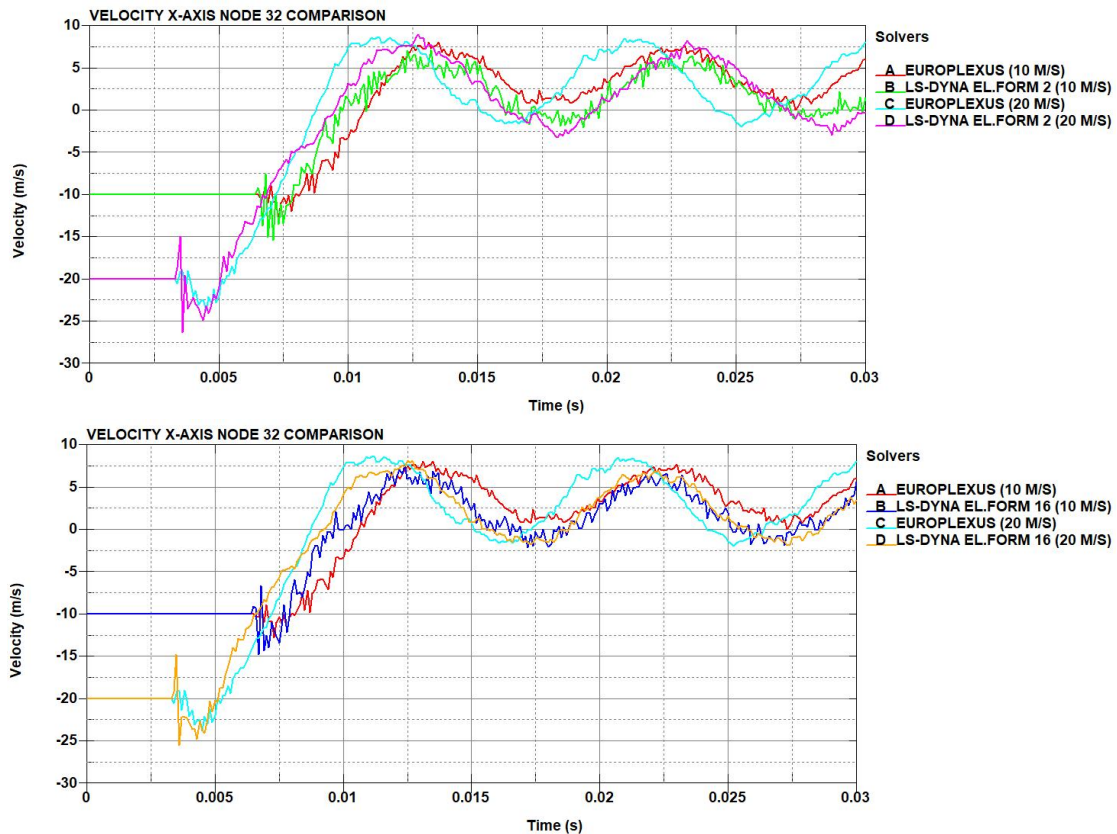 VELOCITY X-AXIS NODE 32 COMPARISON
10
5
0
-5
-10
-15
-20
-25
-30
Velocity (m/s)
0
0.005
0.01
0.015
0.02
0.025
0.03
Time (s)
Solvers
A EUROPLEXUS (10 M/S)
B LS-DYNA EL.FORM 2 (10 M/S)
C EUROPLEXUS (20 M/S)
D LS-DYNA EL.FORM 2 (20 M/S)
VELOCITY X-AXIS NODE 32 COMPARISON
10
5
0
-5
-10
-15
-20
-25
-30
Velocity (m/s)
0
0.005
0.01
0.015
0.02
0.025
0.03
Time (s)
Solvers
A EUROPLEXUS (10 M/S)
B LS-DYNA EL.FORM 16 (10 M/S)
C EUROPLEXUS (20 M/S)
D LS-DYNA EL.FORM 16 (20 M/S)